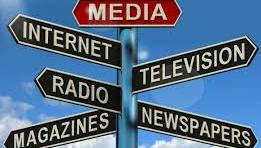 MEDIA
INTERNET
TELEVISION
RADIO
MAGAZINES
NEWSPAPERS